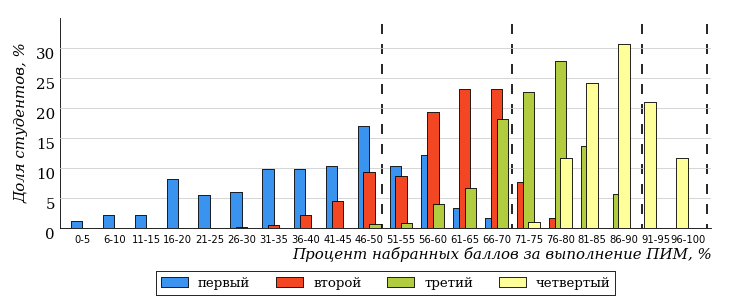 Доля студентов, %
30
25
20
15
10
5
0
0-5 6-10 11-15 16-20 21-25 26-30 31-35 36-40 41-45 46-50 51-55 56-60 61-65 66-70 71-75 76-80 81-85 86-90 91-95 96-100
Процент набранных баллов за выполнение ПИМ, %
первый второй третий четвертый